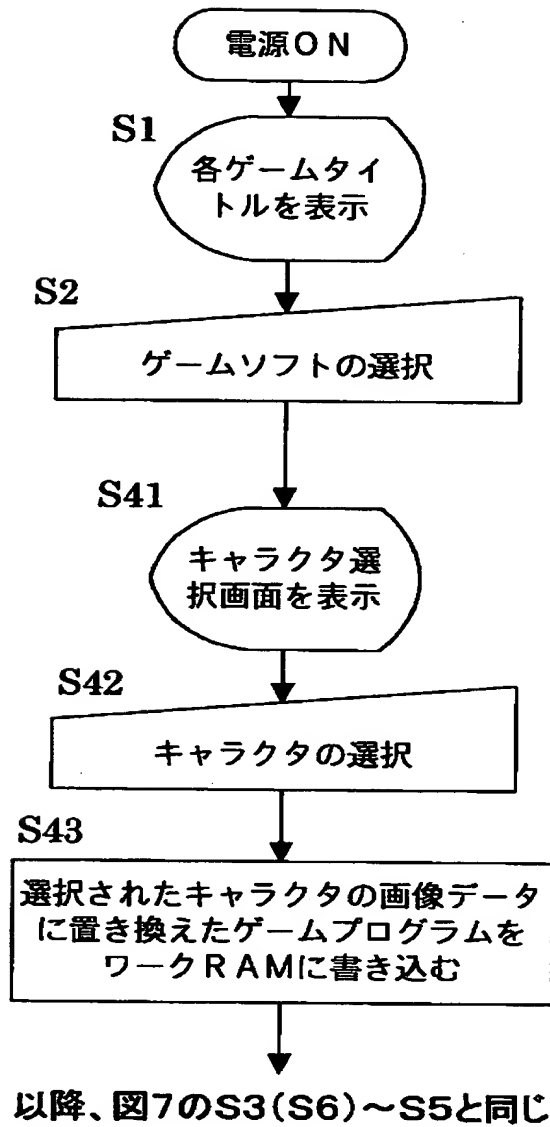 電源ON
S1
各ゲームタイ
トルを表示
S2
ゲームソフトの選択
S41
キャラクタ選
択画面を表示
S42
キャラクタの選択
S43
選択されたキャラクタの画像データ
に置き換えたゲームプログラムを
ワークRAMに書き込む
以降、図7のS3(S6)～S5と同じ